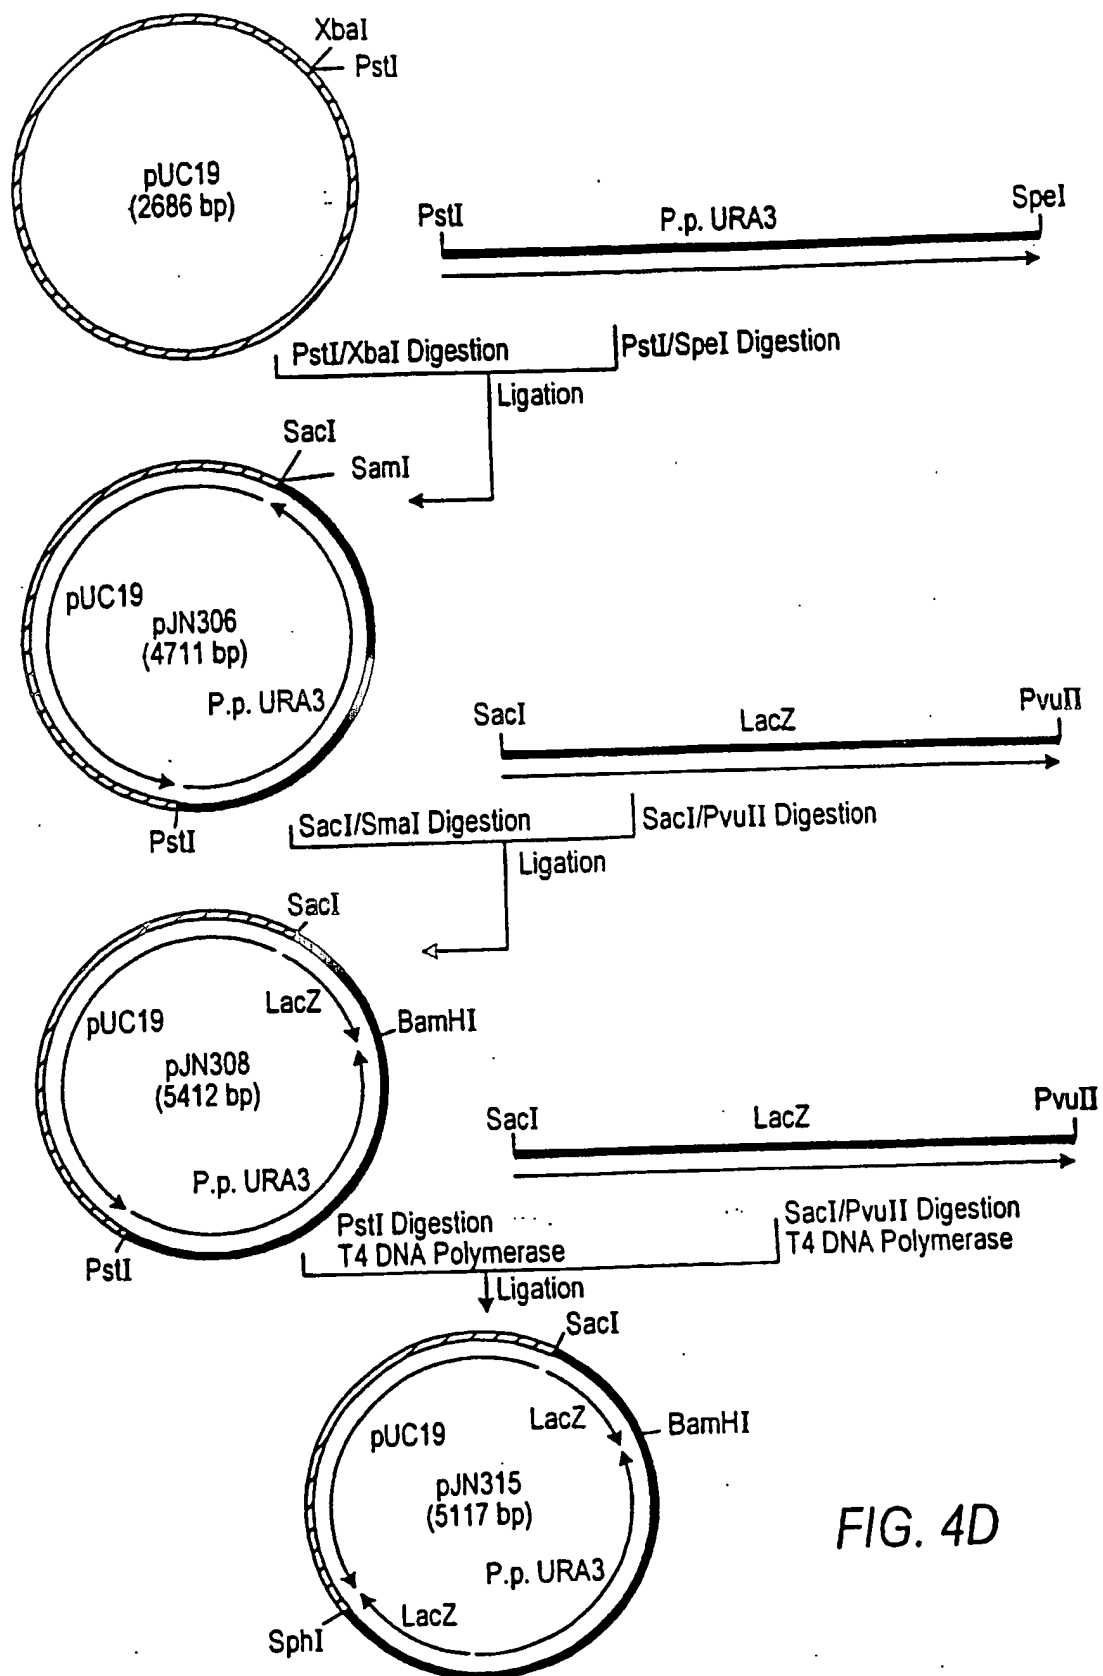 XbaI
PstI
pUC19
(2686 bp)
PstI
P.p. URA3
SpeI
PstI/XbaI Digestion
PstI/SpeI Digestion
Ligation
SacI
SamI
pUC19
pJN306
(4711 bp)
P.p. URA3
PstI
SacI
LacZ
PvuII
SacI/SmaI Digestion
SacI/PvuII Digestion
Ligation
SacI
LacZ
BamHI
pUC19
pJN308
(5412 bp)
P.p. URA3
PstI
SacI
LacZ
PvuII
PstI Digestion
T4 DNA Polymerase
SacI/PvuII Digestion
T4 DNA Polymerase
Ligation
SacI
LacZ
BamHI
pUC19
pJN315
(5117 bp)
P.p. URA3
LacZ
SphI
FIG. 4D